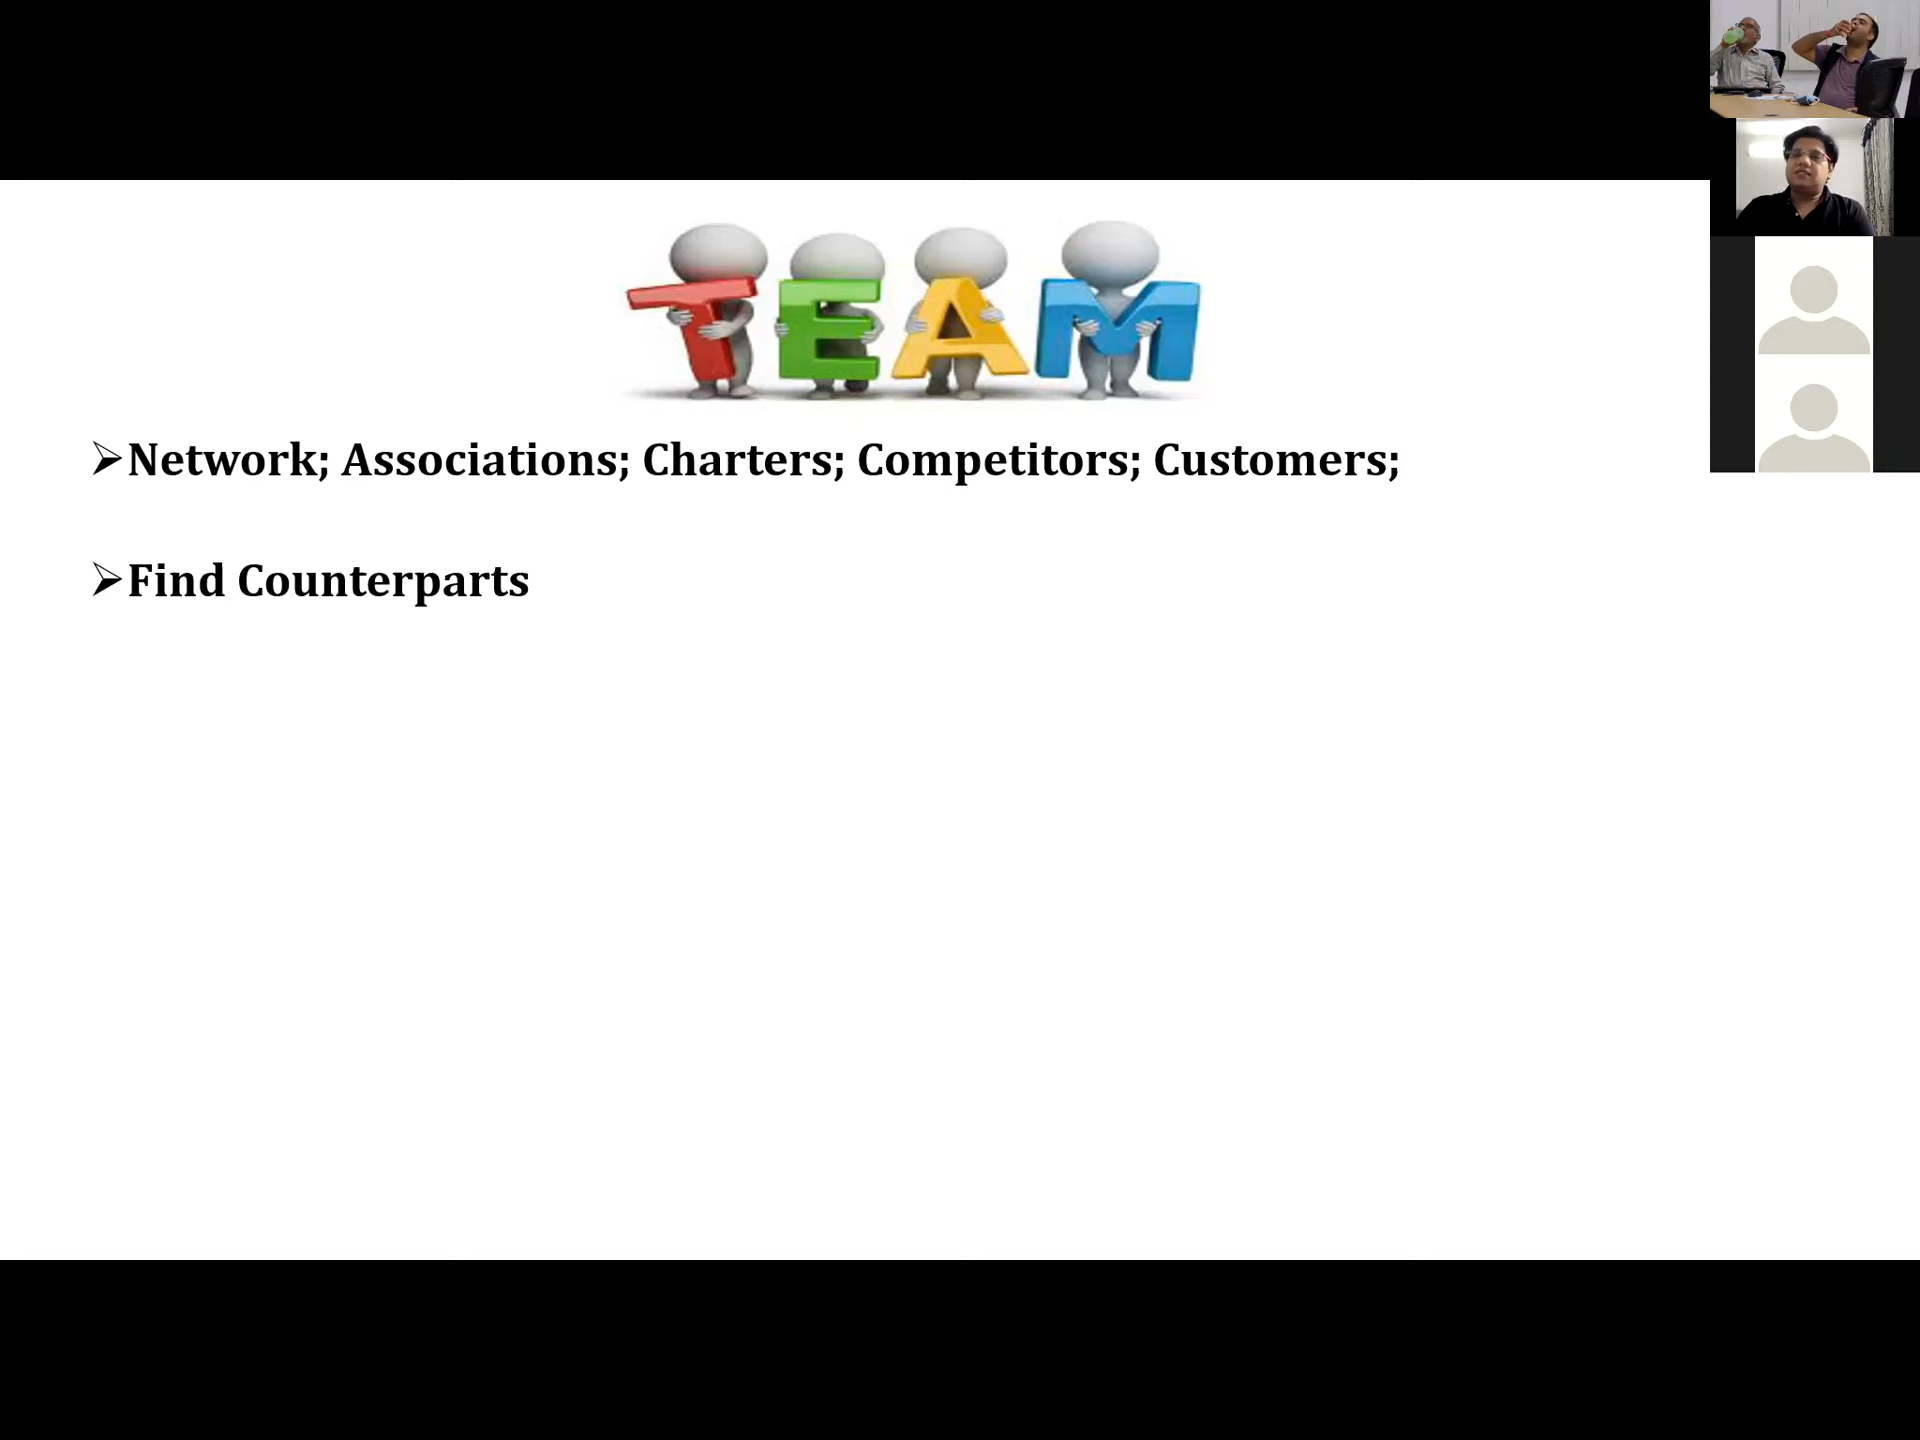 TEAM
➢Network; Associations; Charters; Competitors; Customers;
➢Find Counterparts